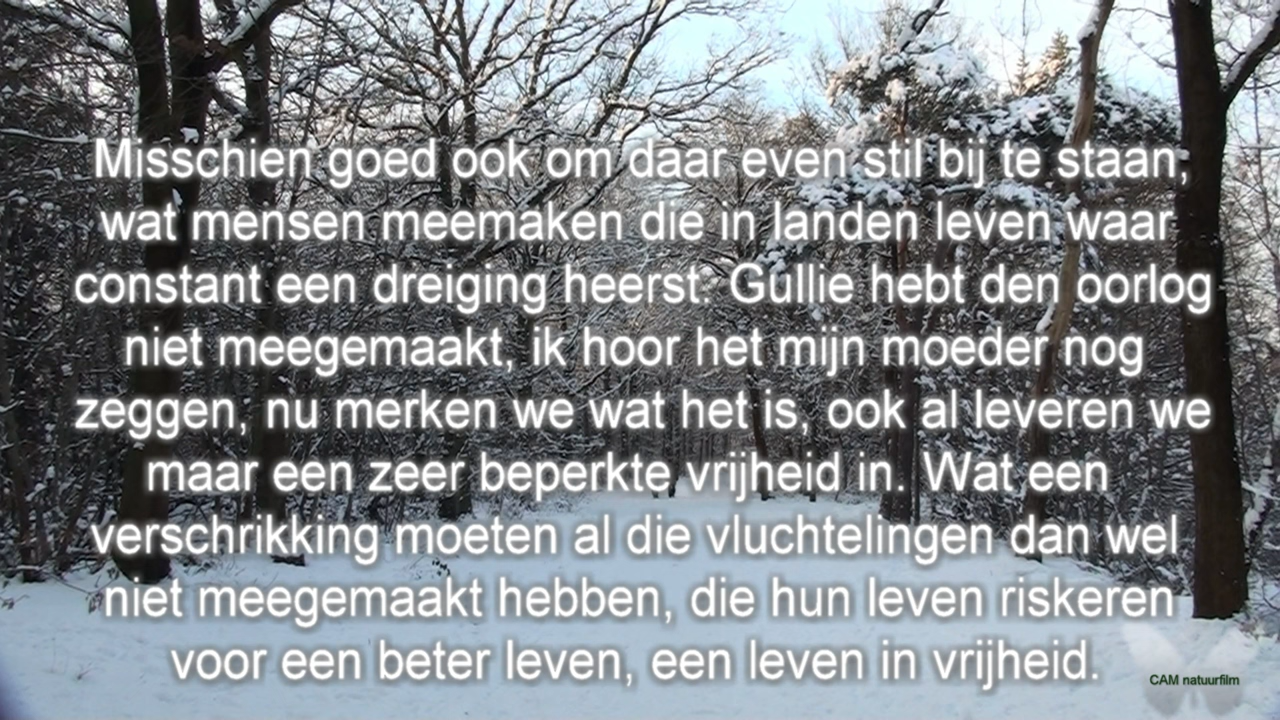 Misschien goed ook om daar even stil bij te staan,
wat mensen meemaken die in landen leven waar
constant een dreiging heerst. Gullie hebt den oorlog
niet meegemaakt, ik hoor het mijn moeder nog
zeggen, nu merken we wat het is, ook al leveren we
maar een zeer beperkte vrijheid in. Wat een
verschrikking moeten al die vluchtelingen dan wel
niet meegemaakt hebben, die hun leven riskeren
voor een beter leven, een leven in vrijheid.
CAM natuurfilm